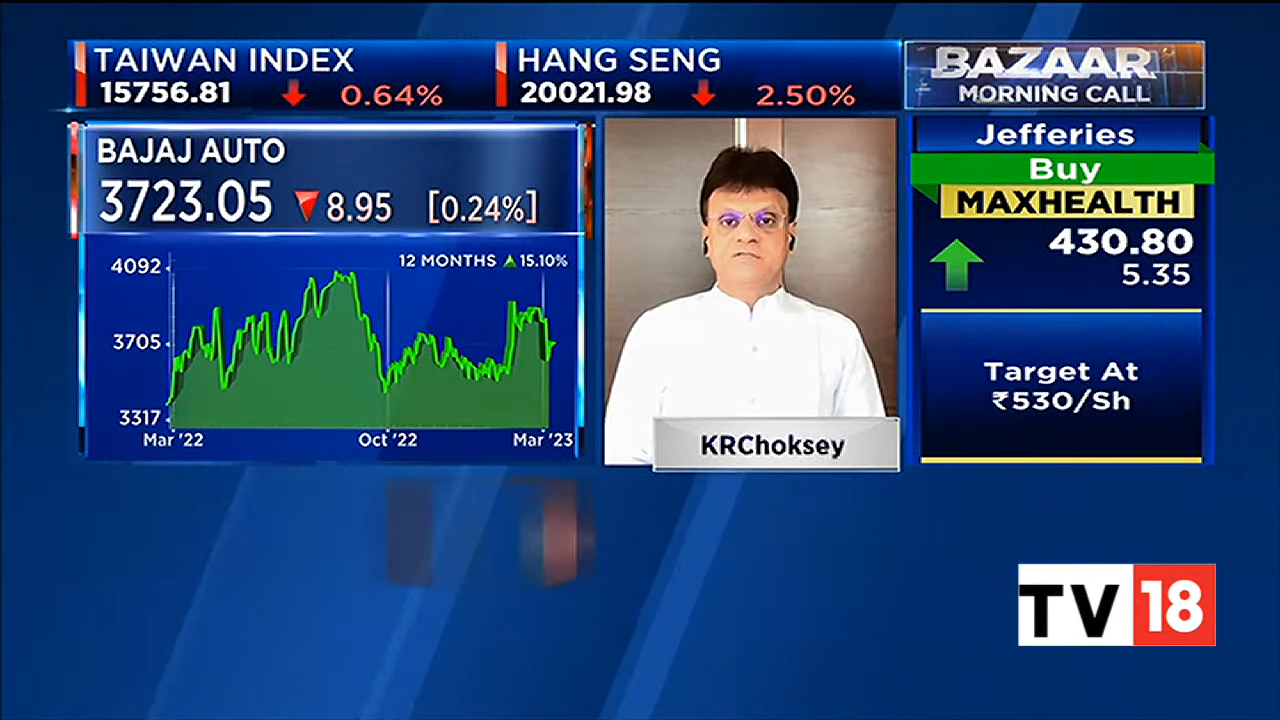 TAIWAN INDEX
15756.81 0.64%
HANG SENG
20021.98 2.50%
BAZAAR
MORNING CALL
BAJAJ AUTO
3723.05 8.95 [0.24%]
12 MONTHS 15.10%
4092
3705
3317
Mar '22 Oct '22 Mar '23
KRChoksey
Jefferies
Buy
MAXHEALTH
430.80
5.35
Target At
₹530/Sh
TV 18